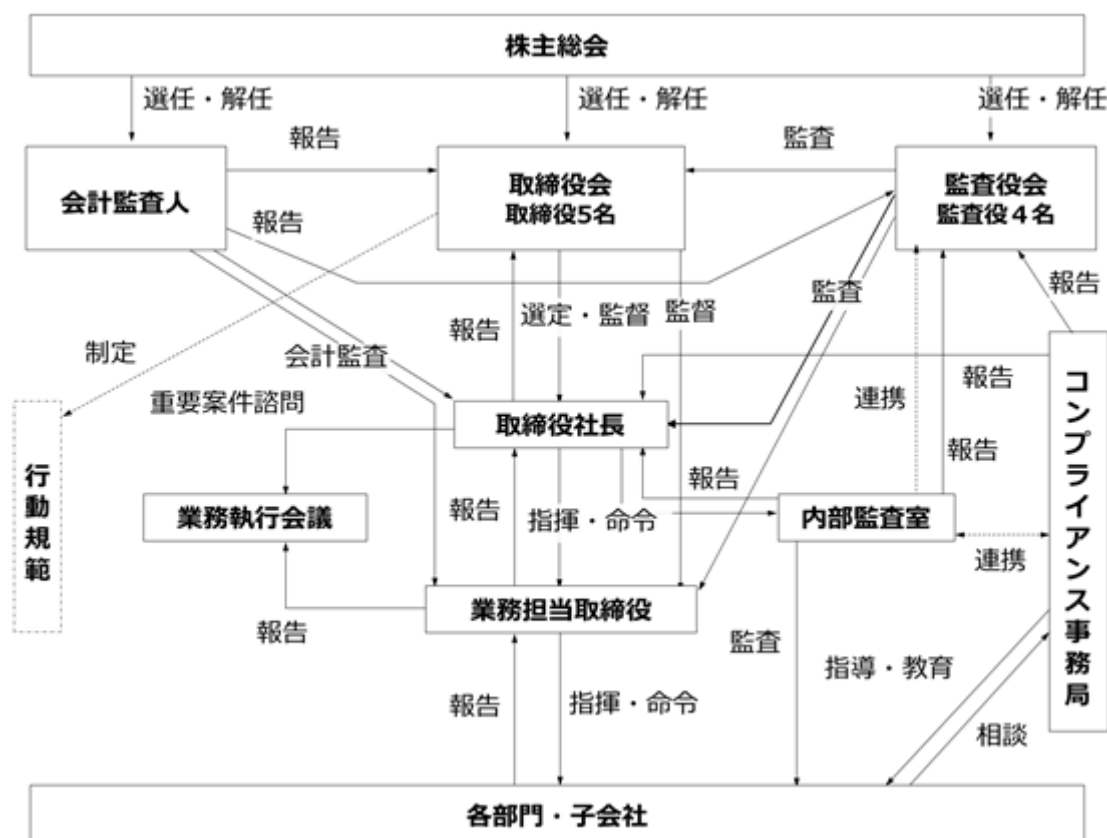 株主総会
選任・解任
選任・解任
選任・解任
報告
監査
会計監査人
取締役会
取締役5名
監査役会
監査役４名
報告
報告
監査
選定・監督
監督
報告
制定
会計監査
報告
連携
重要案件諮問
取締役社長
コンプライアンス事務局
行動規範
報告
報告
報告
業務執行会議
指揮・命令
内部監査室
連携
業務担当取締役
報告
監査
指導・教育
報告
指揮・命令
相談
各部門・子会社